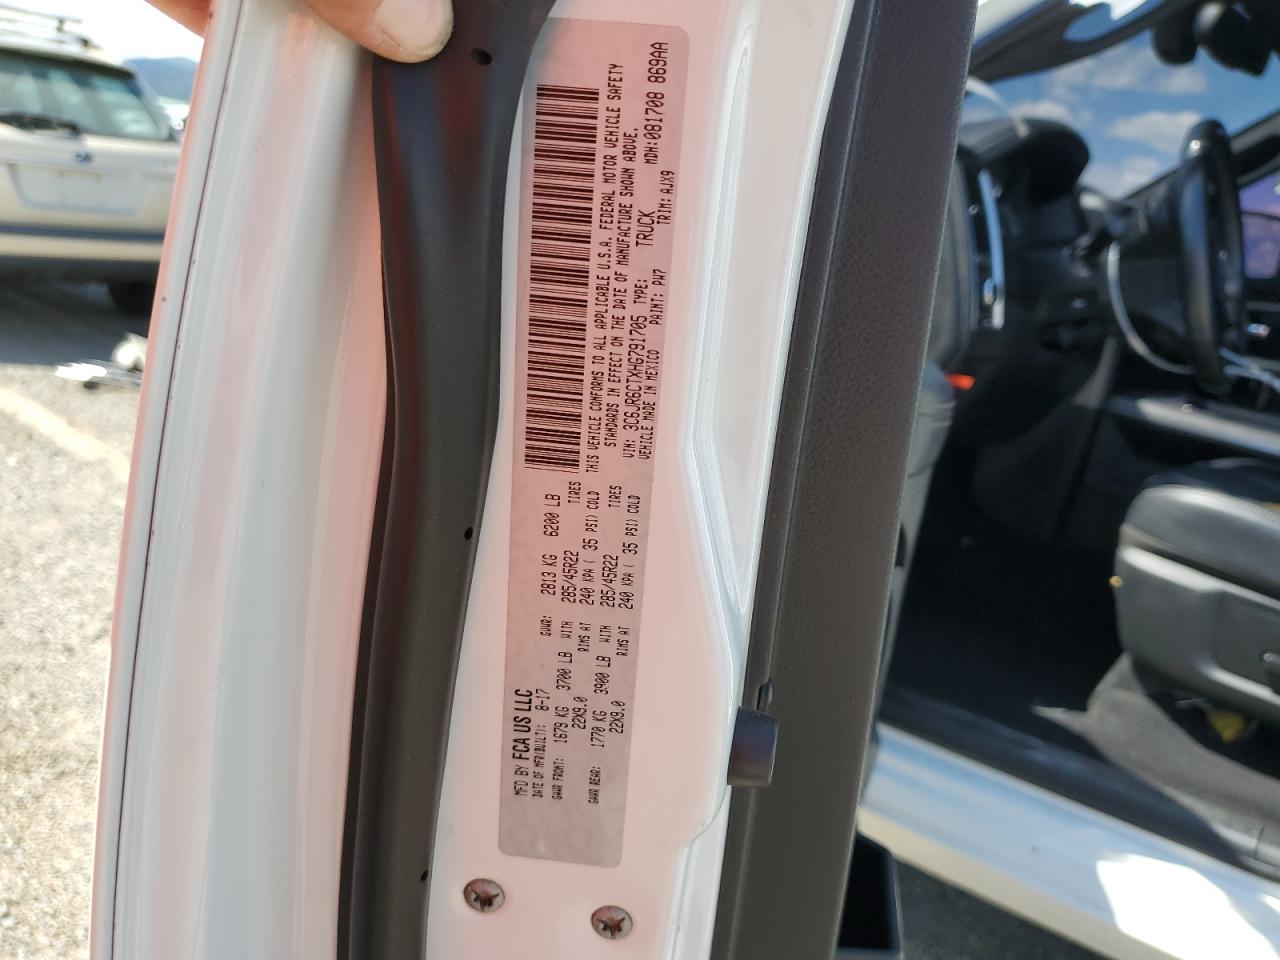 MFD BY FCA US LLC
DATE OF MFR(BUILT): 8-17 GVWR: 2813 KG 6200 LB
GAWR FRONT: 1679 KG 3700 LB WITH 285/45R22 TIRES
22X9.0 RIMS AT 240 KPA ( 35 PSI) COLD
GAWR REAR: 1770 KG 3900 LB WITH 285/45R22 TIRES
22X9.0 RIMS AT 240 KPA ( 35 PSI) COLD
THIS VEHICLE CONFORMS TO ALL APPLICABLE U.S.A. FEDERAL MOTOR VEHICLE SAFETY
STANDARDS IN EFFECT ON THE DATE OF MANUFACTURE SHOWN ABOVE.
VIN: 3C6JR6CTXHG791705 TYPE: TRUCK MDH:081708 869AA
VEHICLE MADE IN MEXICO PAINT: PW7 TRIM: AJX9